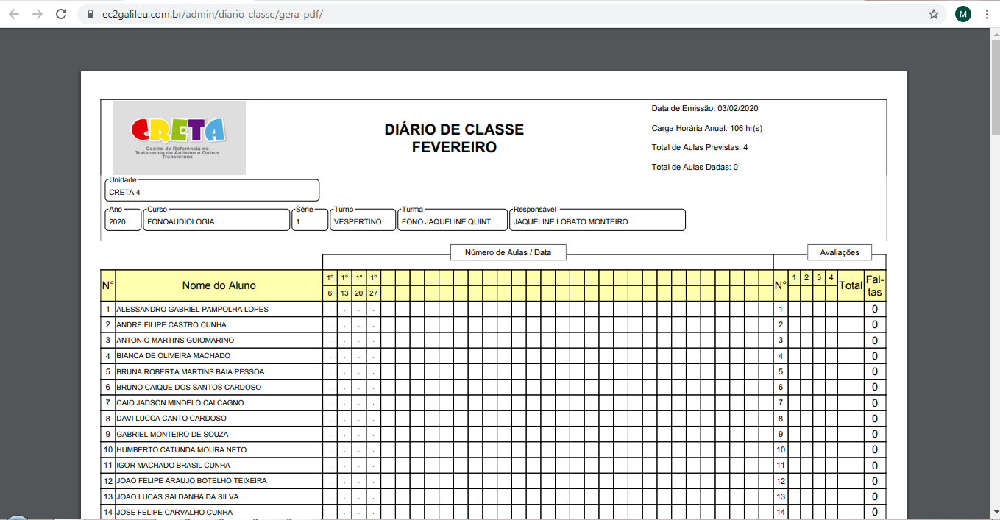 ec2galileu.com.br/admin/diario-classe/gera-pdf/
M
CRETA
Centro de Referência no
Tratamento do Autismo e Outros
Transtornos
DIÁRIO DE CLASSE
FEVEREIRO
Data de Emissão: 03/02/2020
Carga Horária Anual: 106 hr(s)
Total de Aulas Previstas: 4
Total de Aulas Dadas: 0
Unidade
CRETA 4
Ano Curso Série Turno Turma Responsável
2020 FONOAUDIOLOGIA 1 VESPERTINO FONO JAQUELINE QUINT... JAQUELINE LOBATO MONTEIRO
Número de Aulas / Data Avaliações
N° Nome do Aluno 1º 1º 1º 1º N° 1 2 3 4 Total Fal-
6 13 20 27 tas
1 ALESSANDRO GABRIEL PAMPOLHA LOPES . . . . 1 0
2 ANDRE FILIPE CASTRO CUNHA . . . . 2 0
3 ANTONIO MARTINS GUIOMARINO . . . . 3 0
4 BIANCA DE OLIVEIRA MACHADO . . . . 4 0
5 BRUNA ROBERTA MARTINS BAIA PESSOA . . . . 5 0
6 BRUNO CAIQUE DOS SANTOS CARDOSO . . . . 6 0
7 CAIO JADSON MINDELO CALCAGNO . . . . 7 0
8 DAVI LUCCA CANTO CARDOSO . . . . 8 0
9 GABRIEL MONTEIRO DE SOUZA . . . . 9 0
10 HUMBERTO CATUNDA MOURA NETO . . . . 10 0
11 IGOR MACHADO BRASIL CUNHA . . . . 11 0
12 JOAO FELIPE ARAUJO BOTELHO TEIXEIRA . . . . 12 0
13 JOAO LUCAS SALDANHA DA SILVA . . . . 13 0
14 JOSE FELIPE CARVALHO CUNHA . . . . 14 0